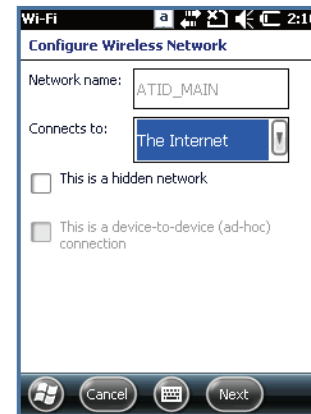 Wi-Fi a 2:1
Configure Wireless Network
Network name: ATID_MAIN
Connects to: The Internet
This is a hidden network
This is a device-to-device (ad-hoc)
connection
Cancel Next